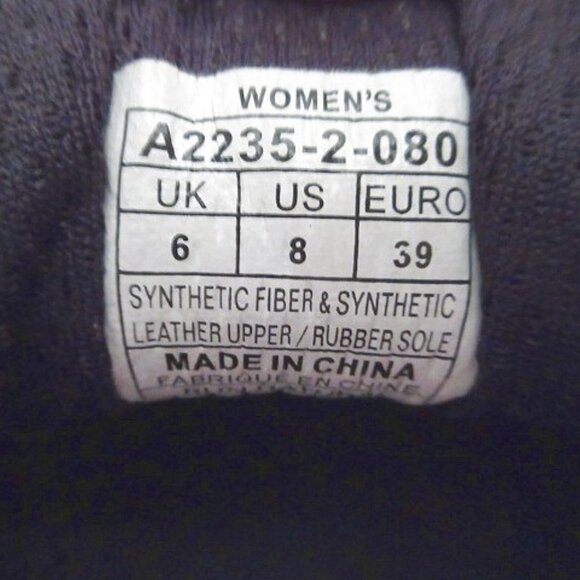 WOMEN'S
A2235-2-080
UK US EURO
6 8 39
SYNTHETIC FIBER & SYNTHETIC
LEATHER UPPER / RUBBER SOLE
MADE IN CHINA
FABRIQUÉ EN CHINE